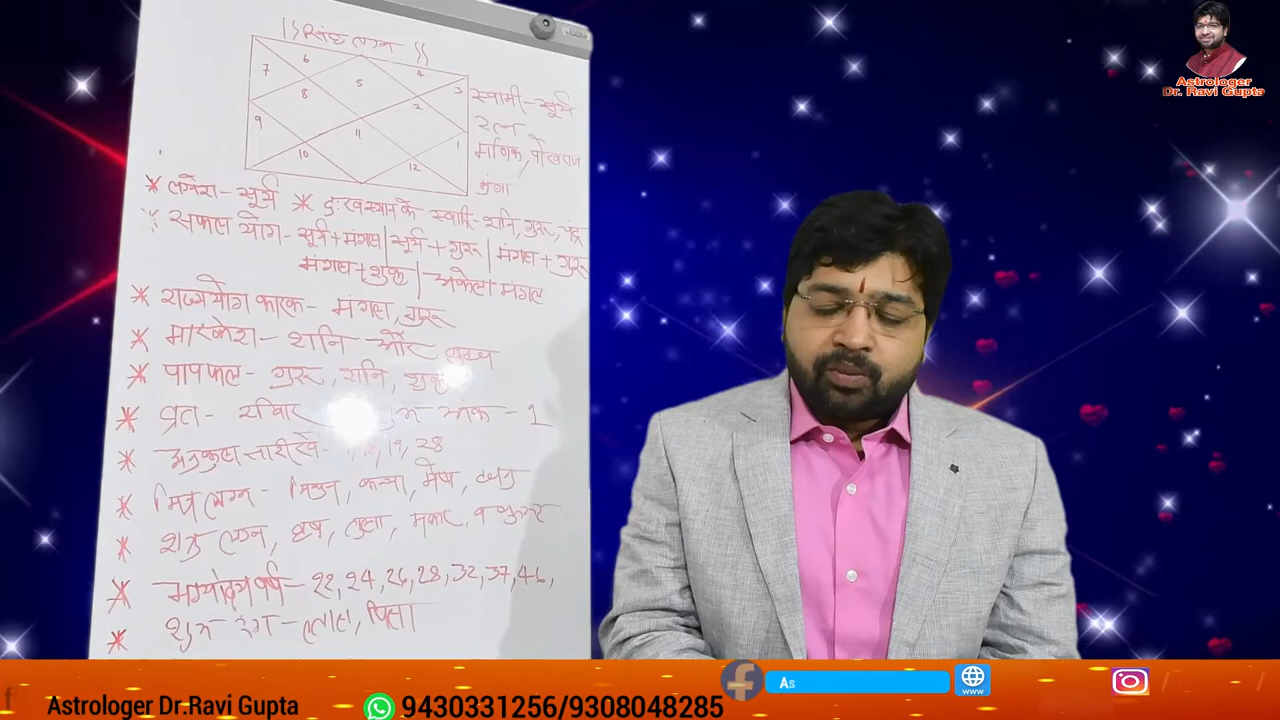 ।। सिंह लग्न ।।
6
7
5
4
3
8
2
9
11
1
10
12
स्वामी - सूर्य
रत्न
माणिक, पोखराज
मुंगा
* लग्नेश - सूर्य * दुःख स्थान के स्वामि - शनि, गुरू, चंद्र
सफल योग - सूर्य + मंगल | सूर्य + गुरू | मंगल + गुरू
मंगल + शुक्र | अकेला मंगल
* राजयोग कारक - मंगल, गुरू
* मारकेश - शनि और बुध
* पापफल - गुरू, शनि, शुक्र
* व्रत - रविवार शुभ अंक - 1
* अनुकुल तारीखे - 19, 28
* मित्र लग्न - मिथुन, कन्या, मेष, धनु
* शत्रु लग्न, वृष, तुला, मकर, व कुम्भ
* भाग्योदय वर्ष - 22, 24, 26, 28, 32, 37, 46,
* शुभ रंग - लाल, पिला
Astrologer
Dr. Ravi Gupta
As
www
Astrologer Dr.Ravi Gupta 9430331256/9308048285